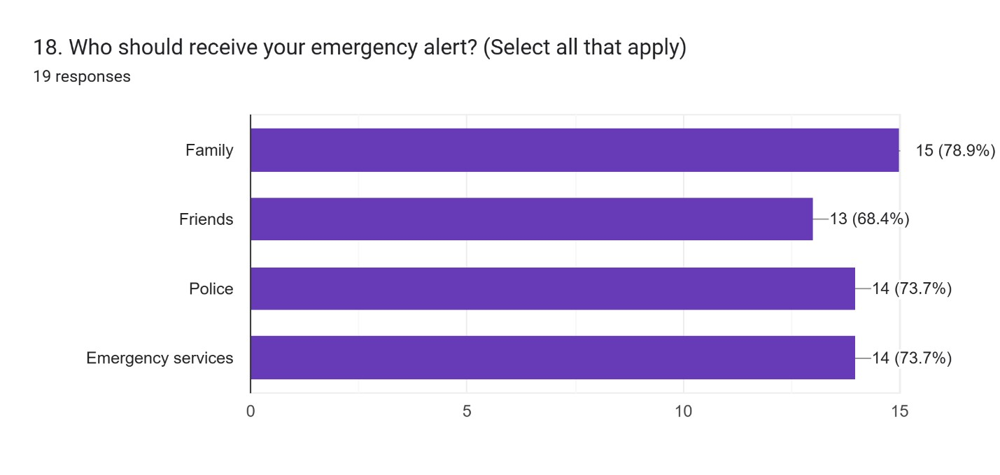 18. Who should receive your emergency alert? (Select all that apply)
19 responses
Family
15 (78.9%)
Friends
13 (68.4%)
Police
14 (73.7%)
Emergency services
14 (73.7%)
0
5
10
15